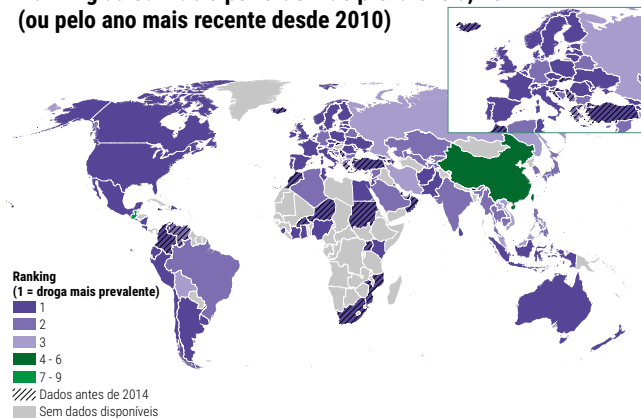 (ou pelo ano mais recente desde 2010)
Ranking
(1 = droga mais prevalente)
1
2
3
4 - 6
7 - 9
Dados antes de 2014
Sem dados disponíveis